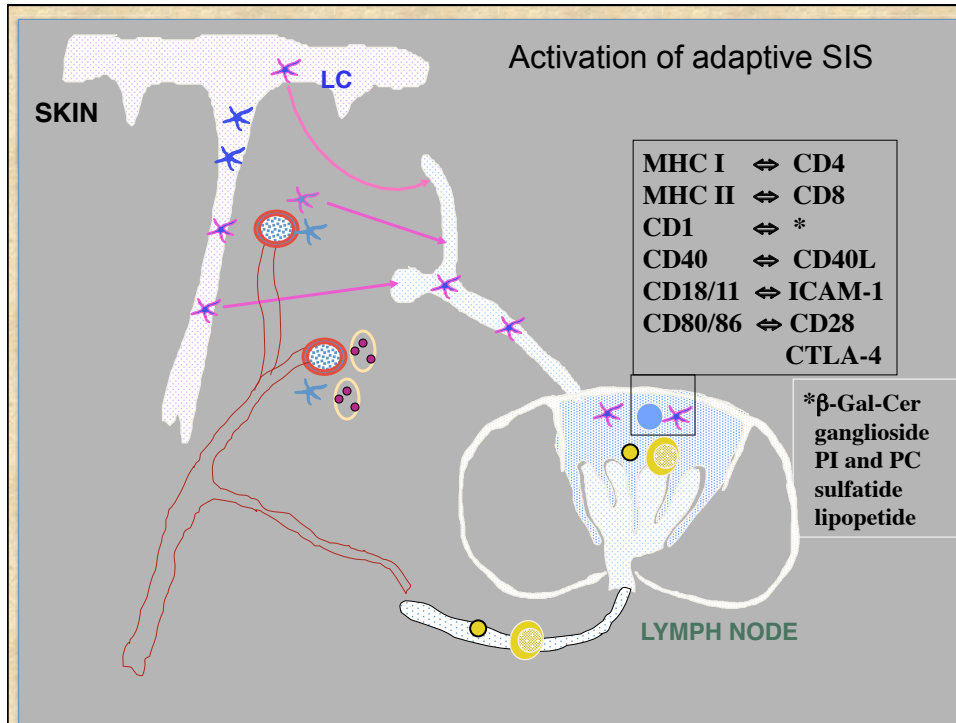 Activation of adaptive SIS
LC
SKIN
MHC I ⇔ CD4
MHC II ⇔ CD8
CD1 ⇔ *
CD40 ⇔ CD40L
CD18/11 ⇔ ICAM-1
CD80/86 ⇔ CD28
CTLA-4
*β-Gal-Cer
ganglioside
PI and PC
sulfatide
lipopetide
LYMPH NODE